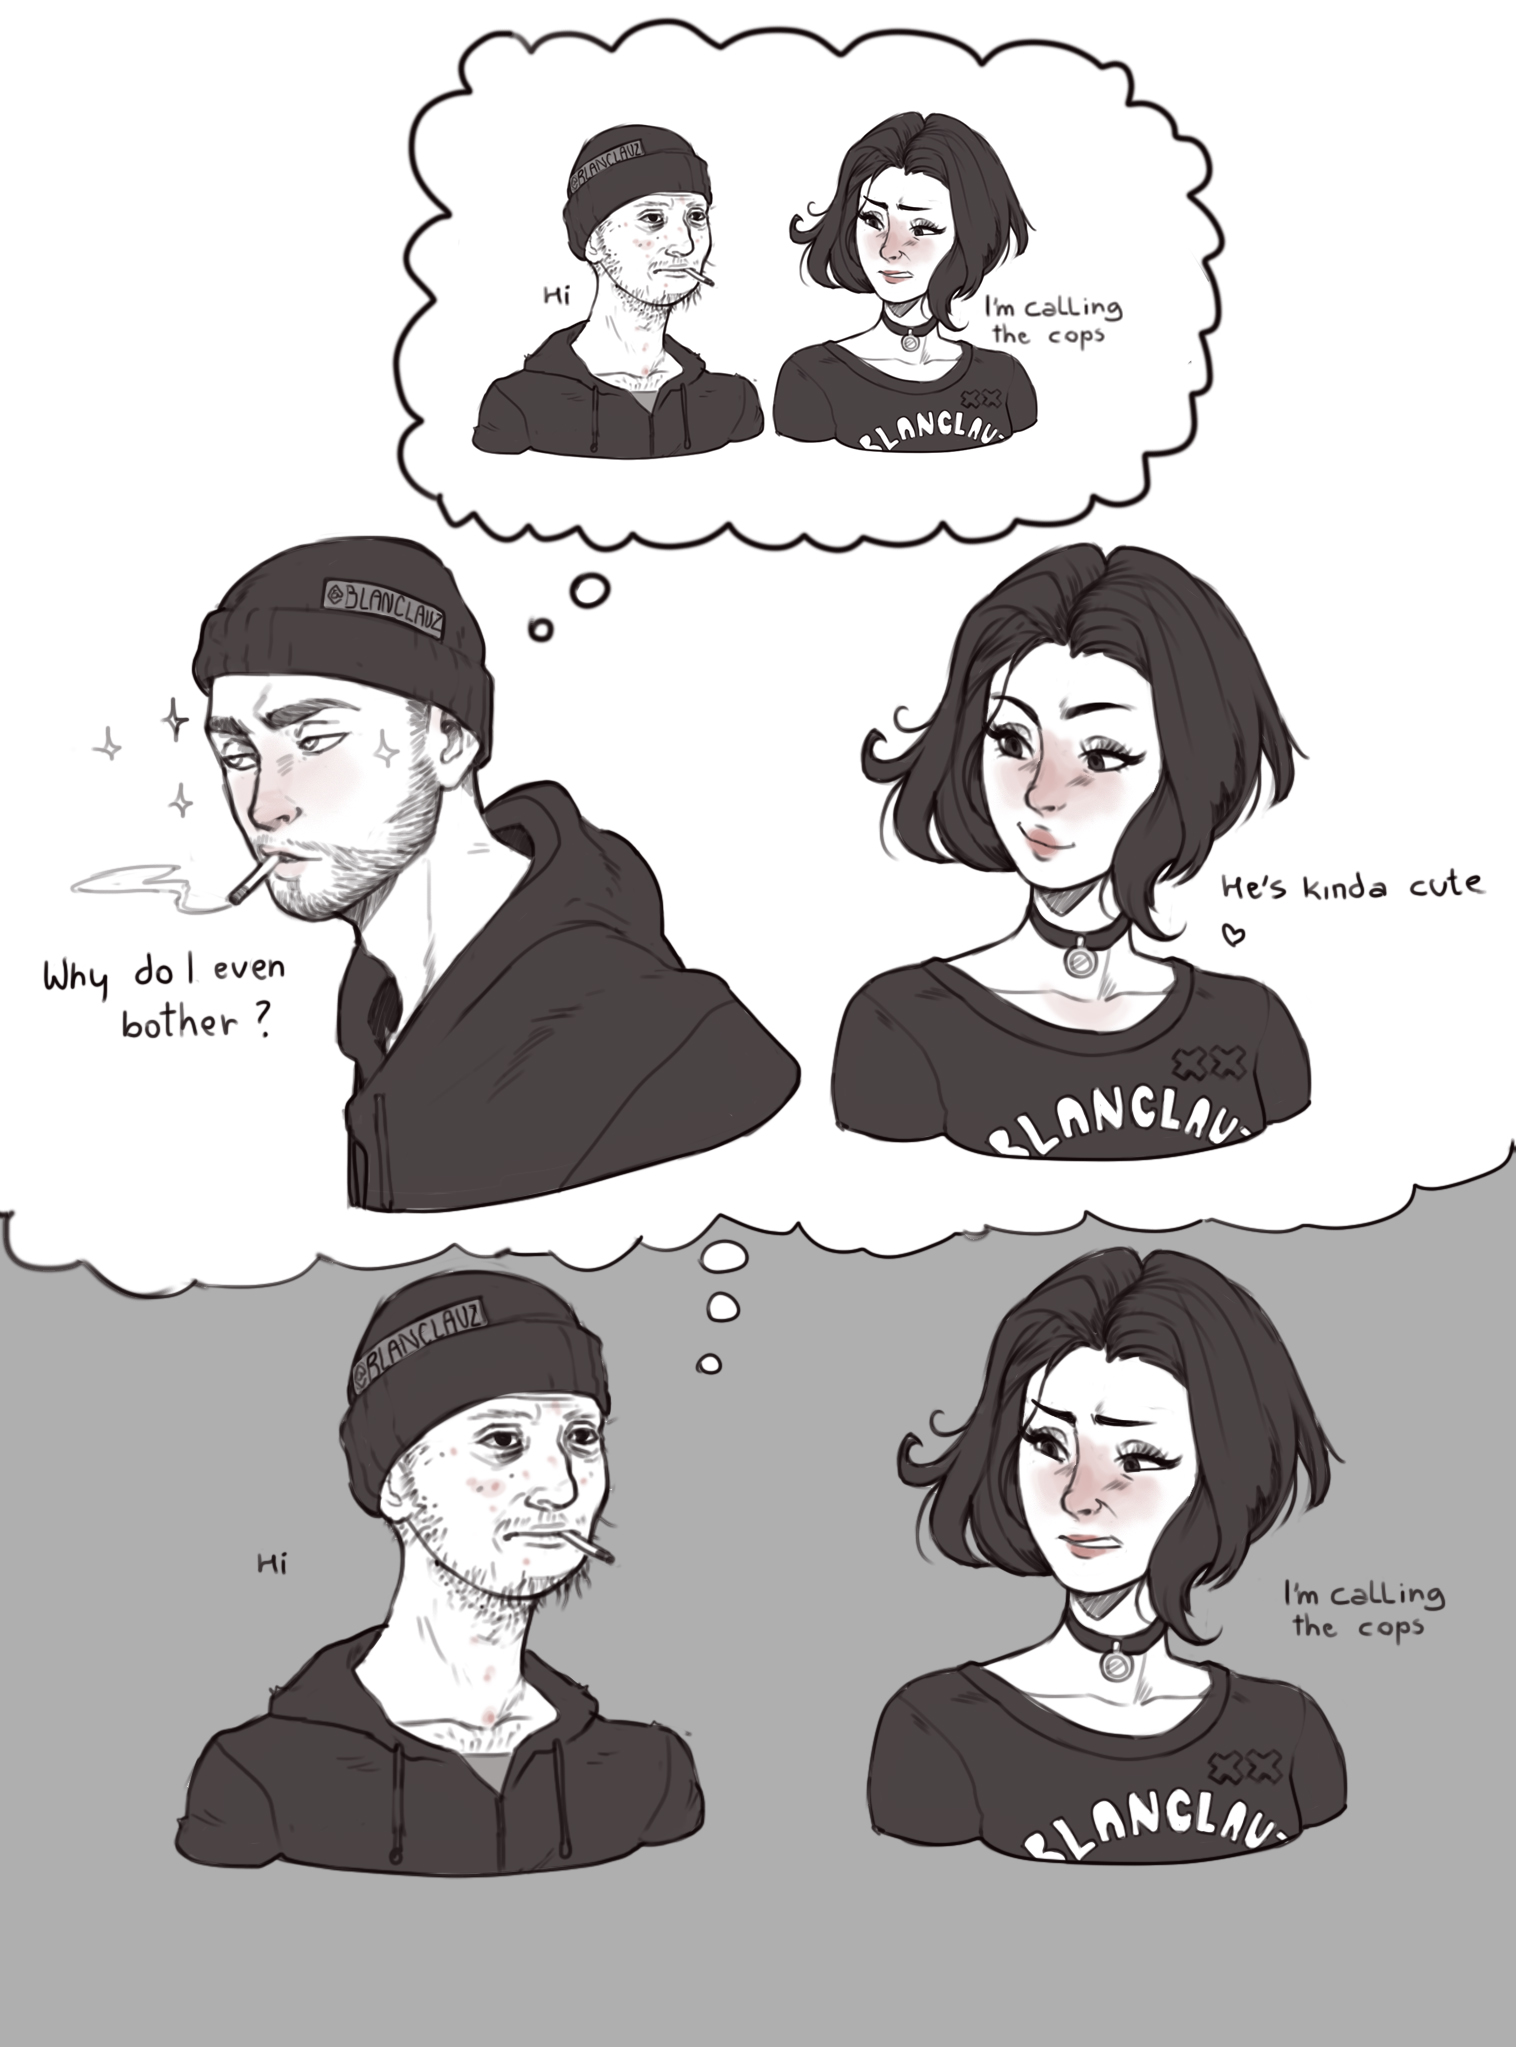 @BLANCLAUZ
Hi
I'm calling
the cops
BLANCLAU
@BLANCLAUZ
Why do I even
bother?
He's kinda cute
♡
BLANCLAU
@BLANCLAUZ
Hi
I'm calling
the cops
BLANCLAU